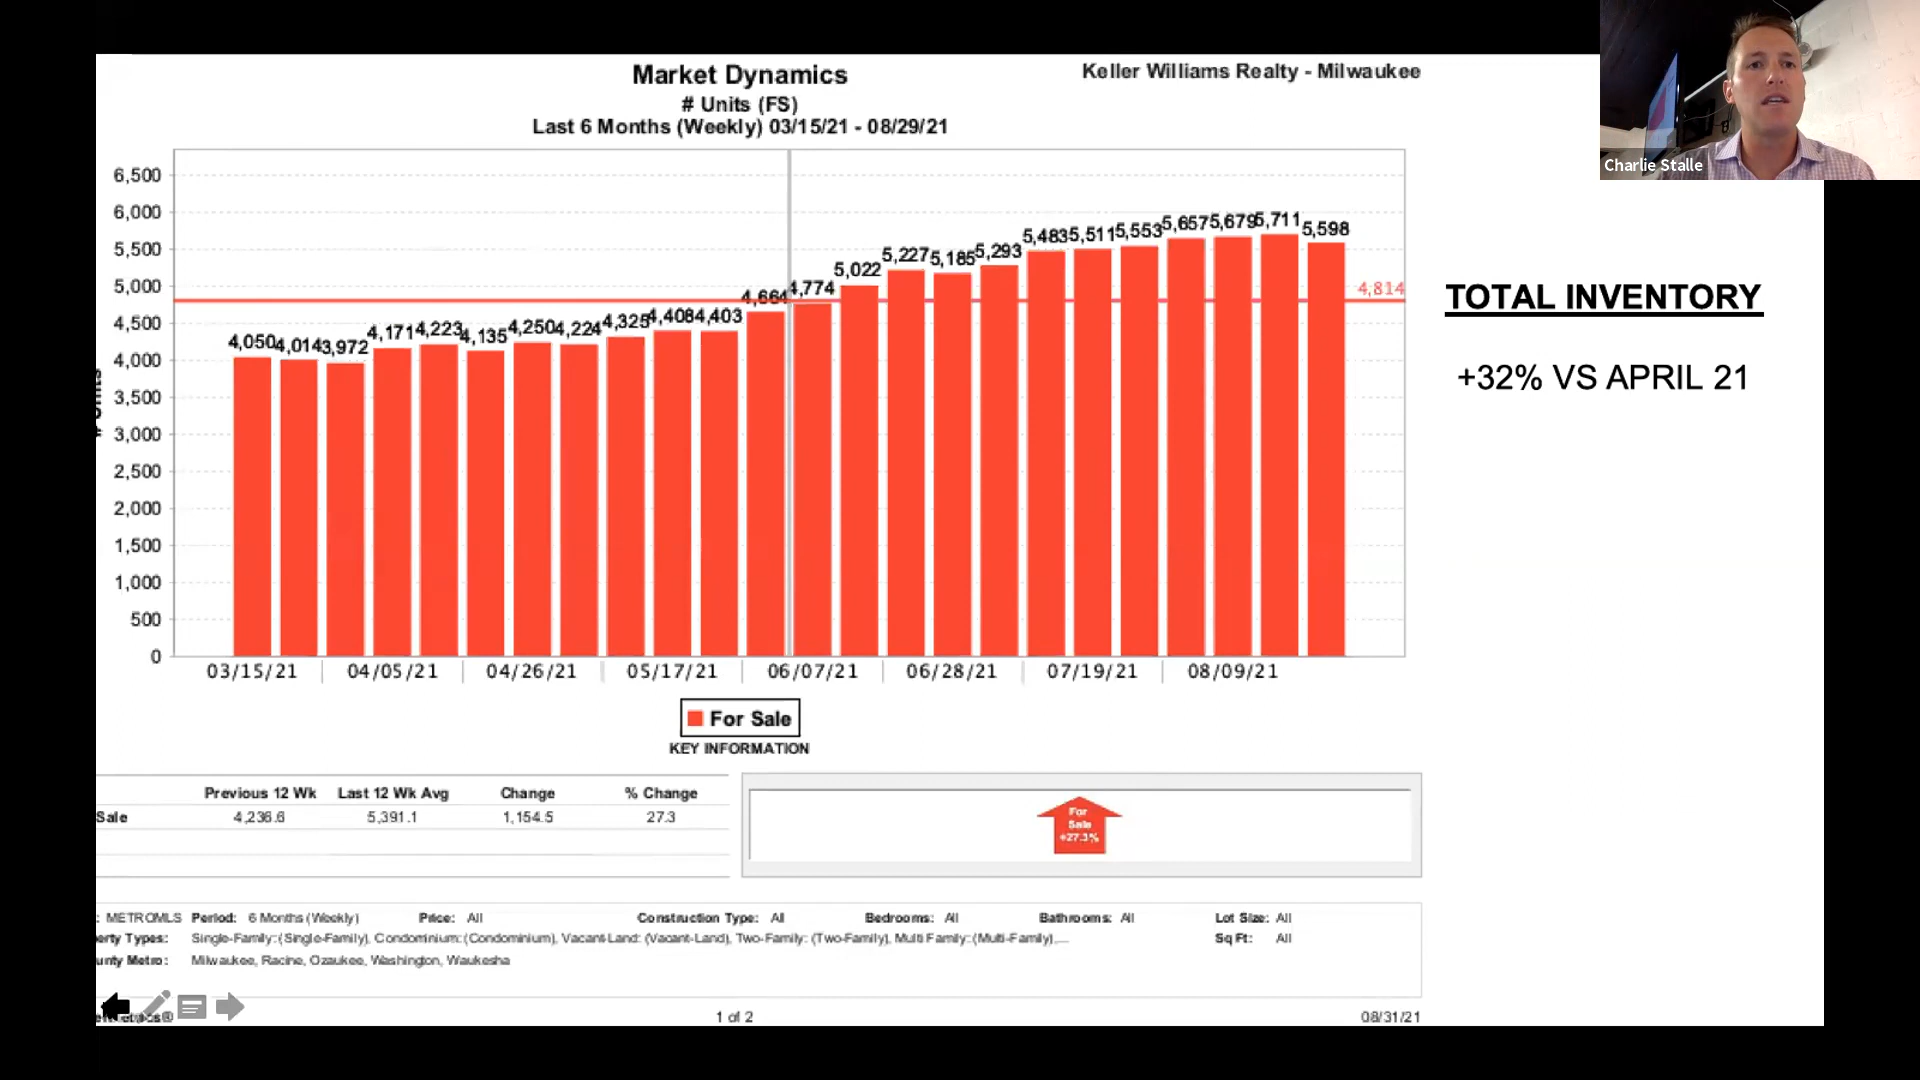 Market Dynamics
Keller Williams Realty - Milwaukee
# Units (FS)
Last 6 Months (Weekly) 03/15/21 - 08/29/21
Charlie Stalle
6,500
6,000
5,500
5,000
4,500
4,000
3,500
3,000
2,500
2,000
1,500
1,000
500
0
4,050 4,014 3,972 4,171 4,223 4,135 4,250 4,224 4,325 4,408 4,403 4,664 4,774 5,022 5,227 5,185 5,293 5,483 5,511 5,553 5,657 5,679 5,711 5,598
4,814
03/15/21 04/05/21 04/26/21 05/17/21 06/07/21 06/28/21 07/19/21 08/09/21
TOTAL INVENTORY
+32% VS APRIL 21
For Sale
KEY INFORMATION
Previous 12 Wk Last 12 Wk Avg Change % Change
Sale 4,236.6 5,391.1 1,154.5 27.3
For
Sale
+27.3%
: METROMLS Period: 6 Months (Weekly) Price: All Construction Type: All Bedrooms: All Bathrooms: All Lot Size: All
erty Types: Single-Family: (Single-Family), Condominium: (Condominium), Vacant-Land: (Vacant-Land), Two-Family: (Two-Family), Multi Family: (Multi-Family),... Sq Ft: All
unty Metro: Milwaukee, Racine, Ozaukee, Washington, Waukesha
1 of 2
08/31/21